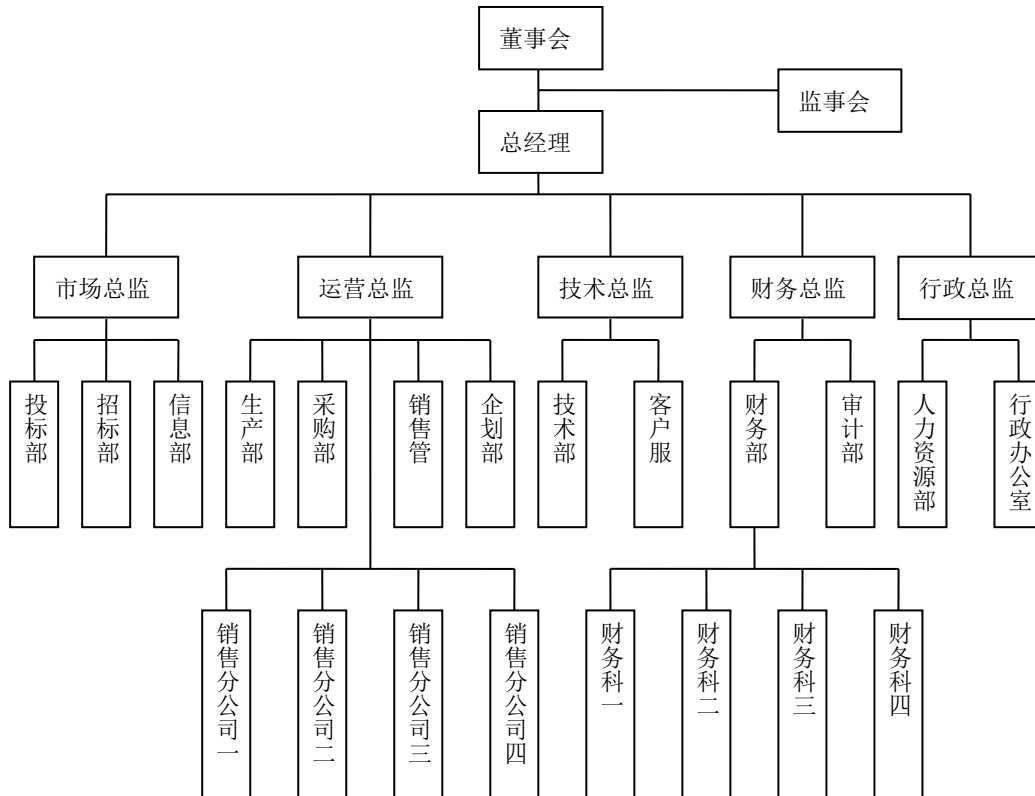 董事会
监事会
总经理
市场总监
运营总监
技术总监
财务总监
行政总监
投标部
招标部
信息部
生产部
采购部
销售管
企划部
技术部
客户服
财务部
审计部
人力资源部
行政办公室
销售分公司一
销售分公司二
销售分公司三
销售分公司四
财务科一
财务科二
财务科三
财务科四